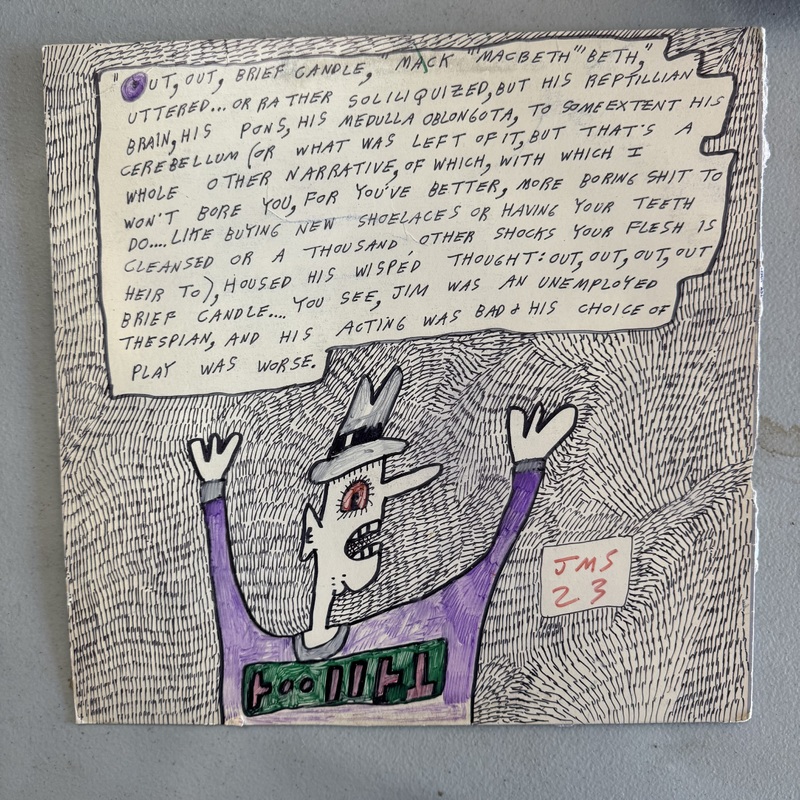 "OUT, OUT, BRIEF CANDLE," MACK "'MACBETH'" BETH,"
UTTERED... OR RATHER SOLILIQUIZED, BUT HIS REPTILLIAN
BRAIN, HIS PONS, HIS MEDULLA OBLONGOTA, TO SOME EXTENT HIS
CEREBELLUM (OR WHAT WAS LEFT OF IT, BUT THAT'S A
WHOLE OTHER NARRATIVE, OF WHICH, WITH WHICH I
WON'T BORE YOU, FOR YOU'VE BETTER, MORE BORING SHIT TO
DO.... LIKE BUYING NEW SHOELACES OR HAVING YOUR TEETH
CLEANSED OR A THOUSAND OTHER SHOCKS YOUR FLESH IS
HEIR TO), HOUSED HIS WISPÉD THOUGHT: OUT, OUT, OUT, OUT
BRIEF CANDLE.... YOU SEE, JIM WAS AN UNEMPLOYED
THESPIAN, AND HIS ACTING WAS BAD & HIS CHOICE OF
PLAY WAS WORSE.
JMS
23